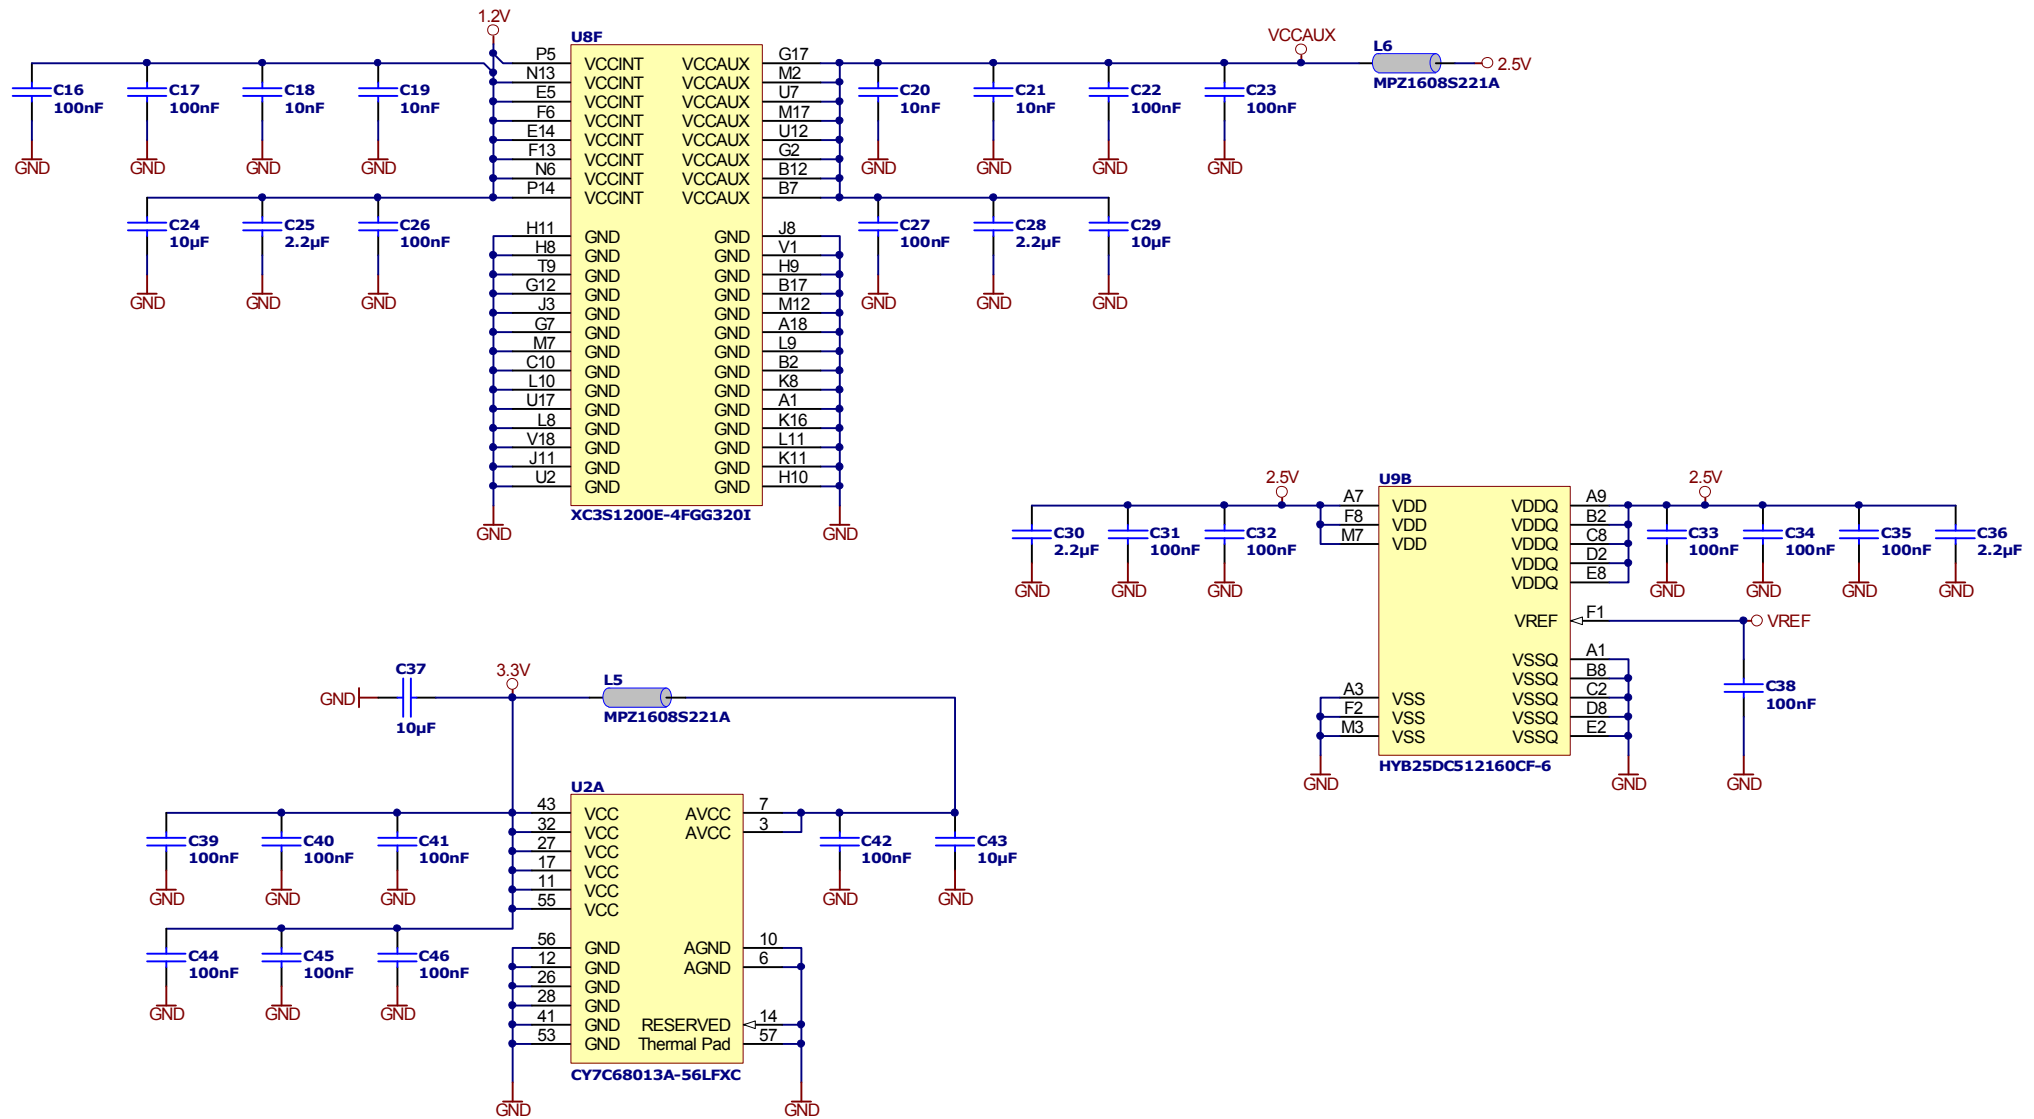 1.2V
U8F
P5 VCCINT VCCAUX G17
N13 VCCINT VCCAUX M2
E5 VCCINT VCCAUX U7
F6 VCCINT VCCAUX M17
E14 VCCINT VCCAUX U12
F13 VCCINT VCCAUX G2
N6 VCCINT VCCAUX B12
P14 VCCINT VCCAUX B7
H11 GND GND J8
H8 GND GND V1
T9 GND GND H9
G12 GND GND B17
J3 GND GND M12
G7 GND GND A18
M7 GND GND L9
C10 GND GND B2
L10 GND GND K8
U17 GND GND A1
L8 GND GND K16
V18 GND GND L11
J11 GND GND K11
U2 GND GND H10
XC3S1200E-4FGG320I
GND GND
C16 C17 C18 C19
100nF 100nF 10nF 10nF
GND GND GND GND
C24 C25 C26
10µF 2.2µF 100nF
GND GND GND
VCCAUX
L6
2.5V
MPZ1608S221A
C20 C21 C22 C23
10nF 10nF 100nF 100nF
GND GND GND GND
C27 C28 C29
100nF 2.2µF 10µF
GND GND GND
U9B
2.5V 2.5V
A7 VDD VDDQ A9
F8 VDD VDDQ B2
M7 VDD VDDQ C8
VDDQ D2
VDDQ E8
VREF F1 VREF
VSSQ A1
VSSQ B8
A3 VSS VSSQ C2
F2 VSS VSSQ D8
M3 VSS VSSQ E2
HYB25DC512160CF-6
GND GND GND
C30 C31 C32
2.2µF 100nF 100nF
GND GND GND
C33 C34 C35 C36
100nF 100nF 100nF 2.2µF
GND GND GND GND
C38
100nF
C37
GND
10µF
3.3V
L5
MPZ1608S221A
U2A
43 VCC AVCC 7
32 VCC AVCC 3
27 VCC
17 VCC
11 VCC
55 VCC
56 GND AGND 10
12 GND AGND 6
26 GND
28 GND
41 GND RESERVED 14
53 GND Thermal Pad 57
CY7C68013A-56LFXC
GND GND
C39 C40 C41
100nF 100nF 100nF
GND GND GND
C44 C45 C46
100nF 100nF 100nF
GND GND GND
C42 C43
100nF 10µF
GND GND